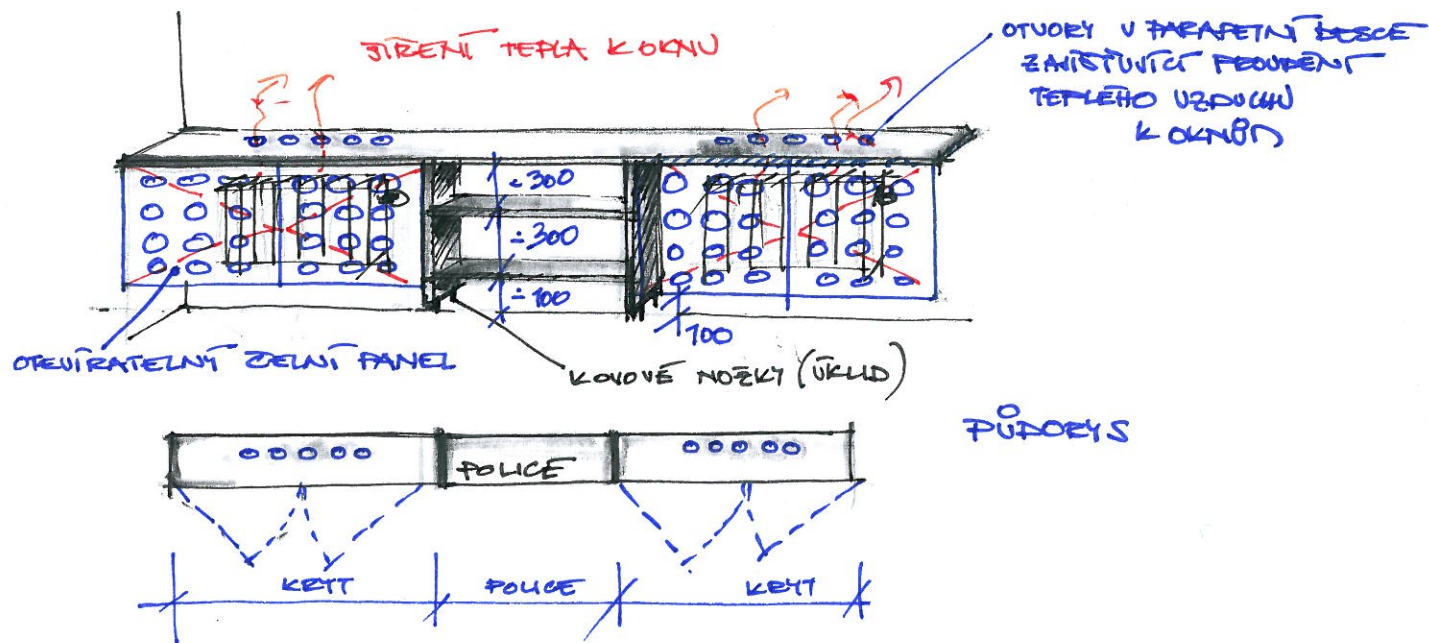 ŠÍŘENÍ TEPLA K OKNU
OTVORY V PARAPETNÍ DESCE
ZAJIŠŤUJÍCÍ PROUDĚNÍ
TEPLÉHO VZDUCHU
K OKNŮM
÷300
÷300
÷100
100
OTEVÍRATELNÝ ČELNÍ PANEL
KOVOVÉ NOŽKY (ÚKLID)
PŮDORYS
POLICE
KRYT
POLICE
KRYT